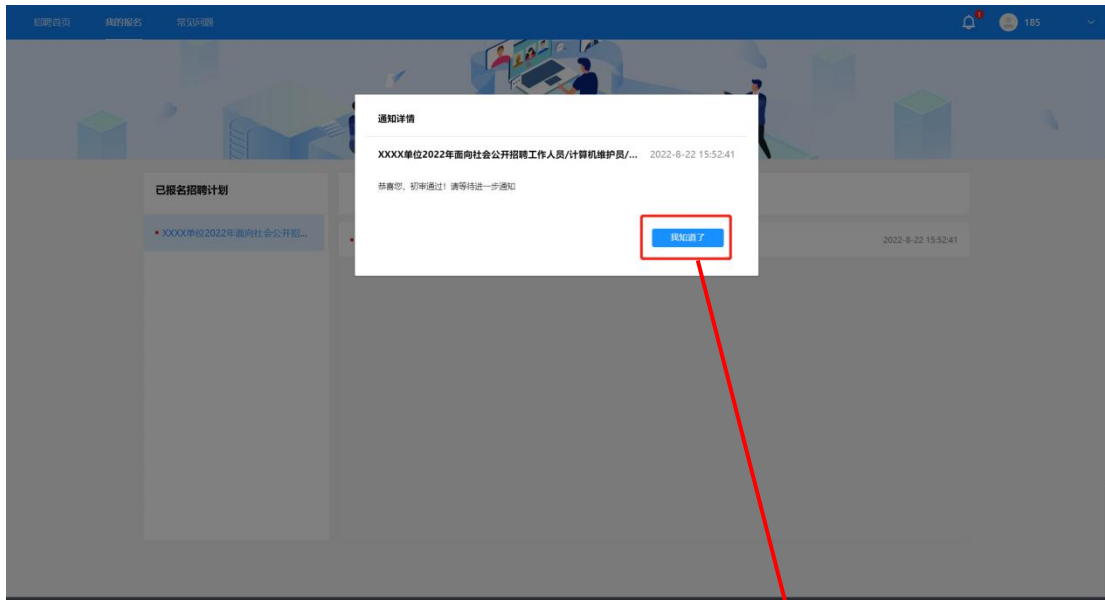 招聘首页 我的报名 常见问题 185
通知详情
XXXX单位2022年面向社会公开招聘工作人员/计算机维护员/... 2022-8-22 15:52:41
恭喜您，初审通过！请等待进一步通知
我知道了
已报名招聘计划
XXXX单位2022年面向社会公开招...
2022-8-22 15:52:41